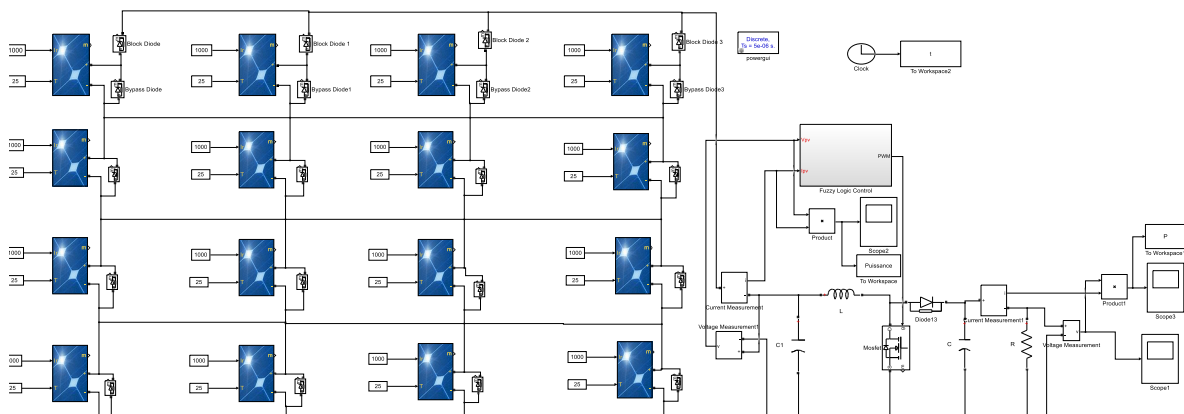 1000
m
Block Diode
1000
m
Block Diode 1
1000
m
Block Diode 2
1000
m
Block Diode 3
Discrete,
Ts = 5e-06 s.
powergui
Clock
t
To Workspace2
25
T
Bypass Diode
25
T
Bypass Diode1
25
T
Bypass Diode2
25
T
Bypass Diode3
1000
m
1000
m
1000
m
1000
m
25
T
25
T
25
T
25
T
Vpv
Ipv
PWM
Fuzzy Logic Control
×
Product
Scope2
Puissance
To Workspace
1000
m
1000
m
1000
m
1000
m
25
T
25
T
25
T
25
T
Current Measurement
Voltage Measurement1
C1
L
Mosfet
Diode13
C
Current Measurement1
R
Voltage Measurement
×
Product1
P
To Workspace1
Scope3
Scope1
1000
m
1000
m
1000
m
1000
m
25
T
25
T
25
T
25
T